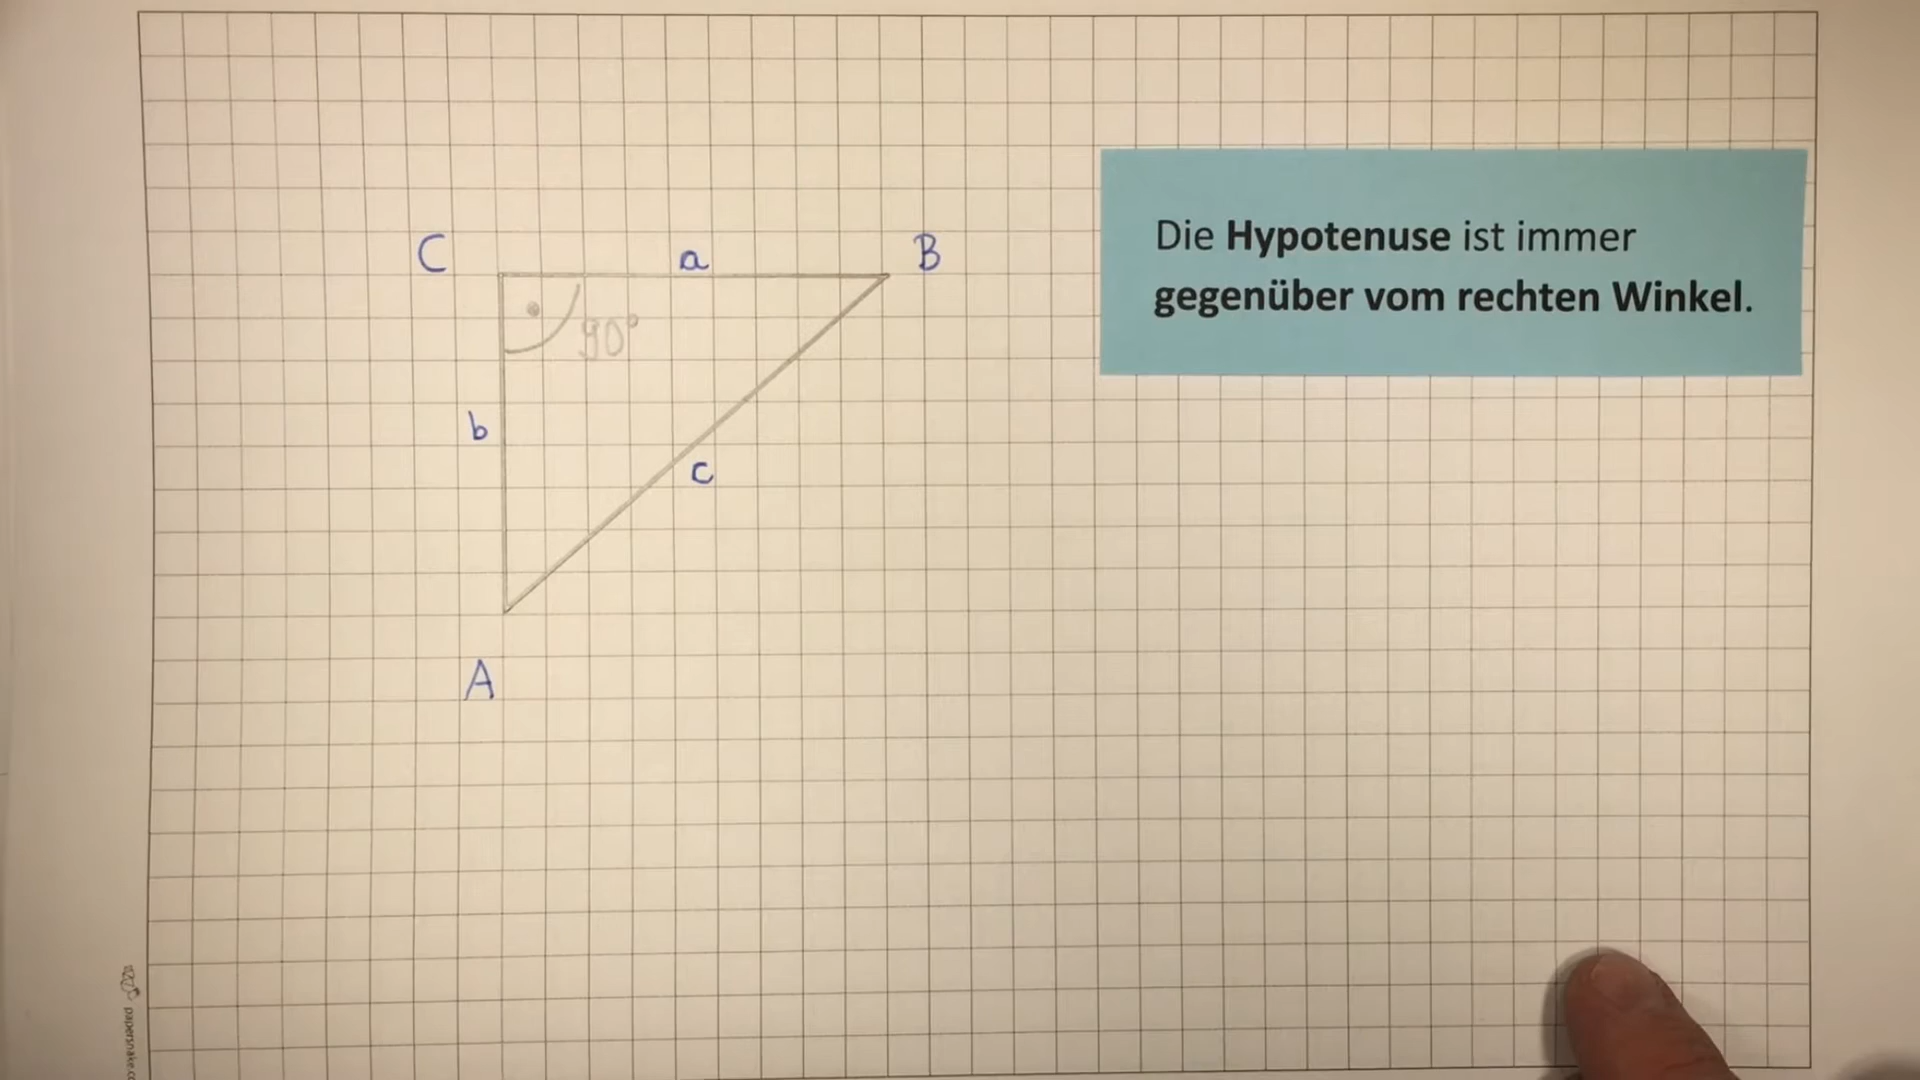 Die Hypotenuse ist immer
gegenüber vom rechten Winkel.
C
a
B
90°
b
c
A